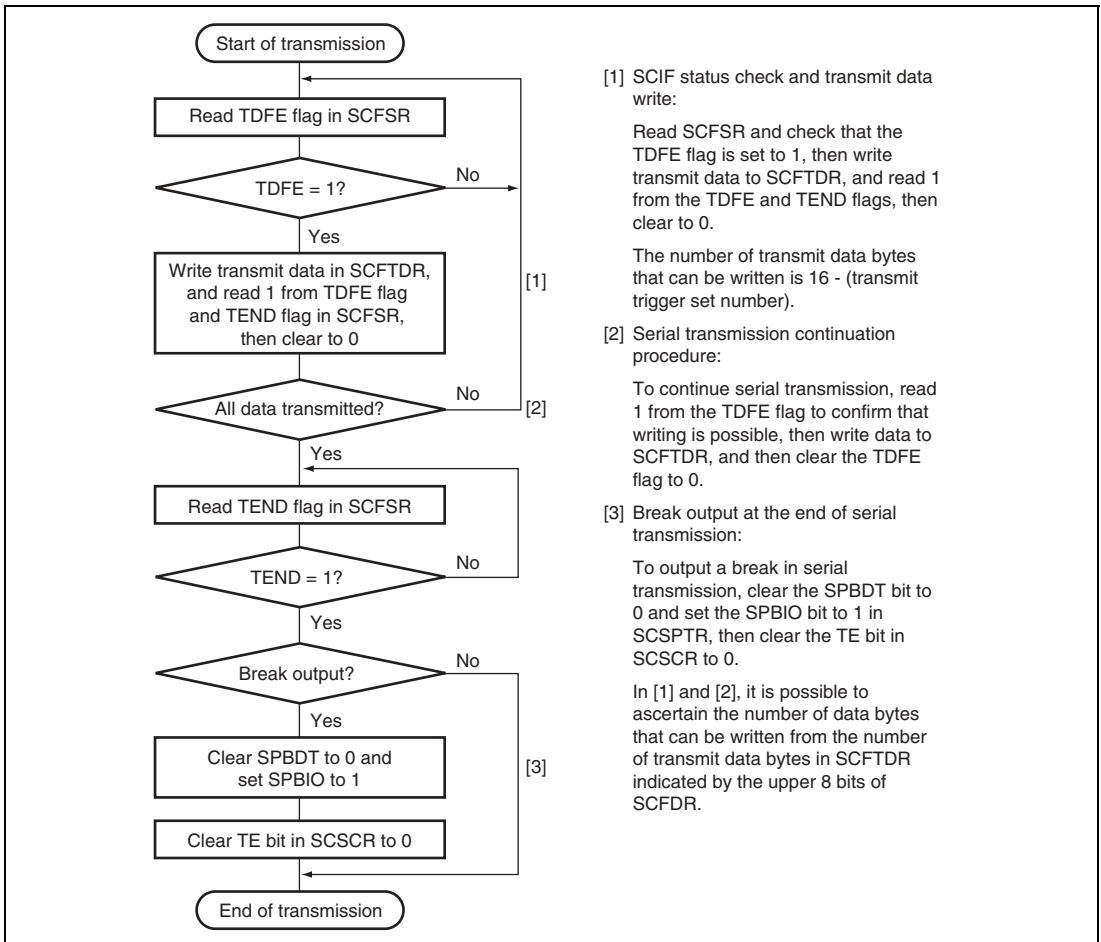 Start of transmission
Read TDFE flag in SCFSR
TDFE = 1?
No
Yes
Write transmit data in SCFTDR,
and read 1 from TDFE flag
and TEND flag in SCFSR,
then clear to 0
[1]
All data transmitted?
No
[2]
Yes
Read TEND flag in SCFSR
TEND = 1?
No
Yes
Break output?
No
Yes
Clear SPBDT to 0 and
set SPBIO to 1
[3]
Clear TE bit in SCSCR to 0
End of transmission
[1] SCIF status check and transmit data
write:
Read SCFSR and check that the
TDFE flag is set to 1, then write
transmit data to SCFTDR, and read 1
from the TDFE and TEND flags, then
clear to 0.
The number of transmit data bytes
that can be written is 16 - (transmit
trigger set number).
[2] Serial transmission continuation
procedure:
To continue serial transmission, read
1 from the TDFE flag to confirm that
writing is possible, then write data to
SCFTDR, and then clear the TDFE
flag to 0.
[3] Break output at the end of serial
transmission:
To output a break in serial
transmission, clear the SPBDT bit to
0 and set the SPBIO bit to 1 in
SCSPTR, then clear the TE bit in
SCSCR to 0.
In [1] and [2], it is possible to
ascertain the number of data bytes
that can be written from the number
of transmit data bytes in SCFTDR
indicated by the upper 8 bits of
SCFDR.